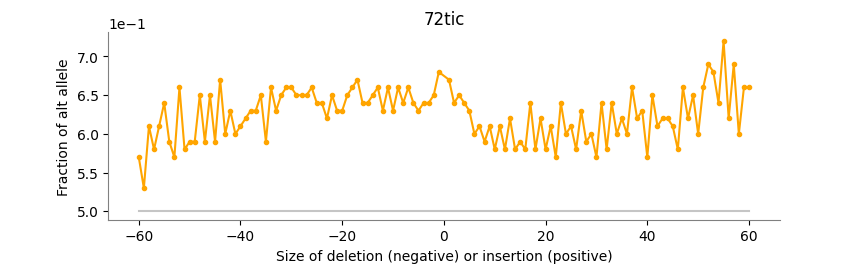 72tic
1e−1
7.0
6.5
6.0
5.5
5.0
Fraction of alt allele
−60 −40 −20 0 20 40 60
Size of deletion (negative) or insertion (positive)